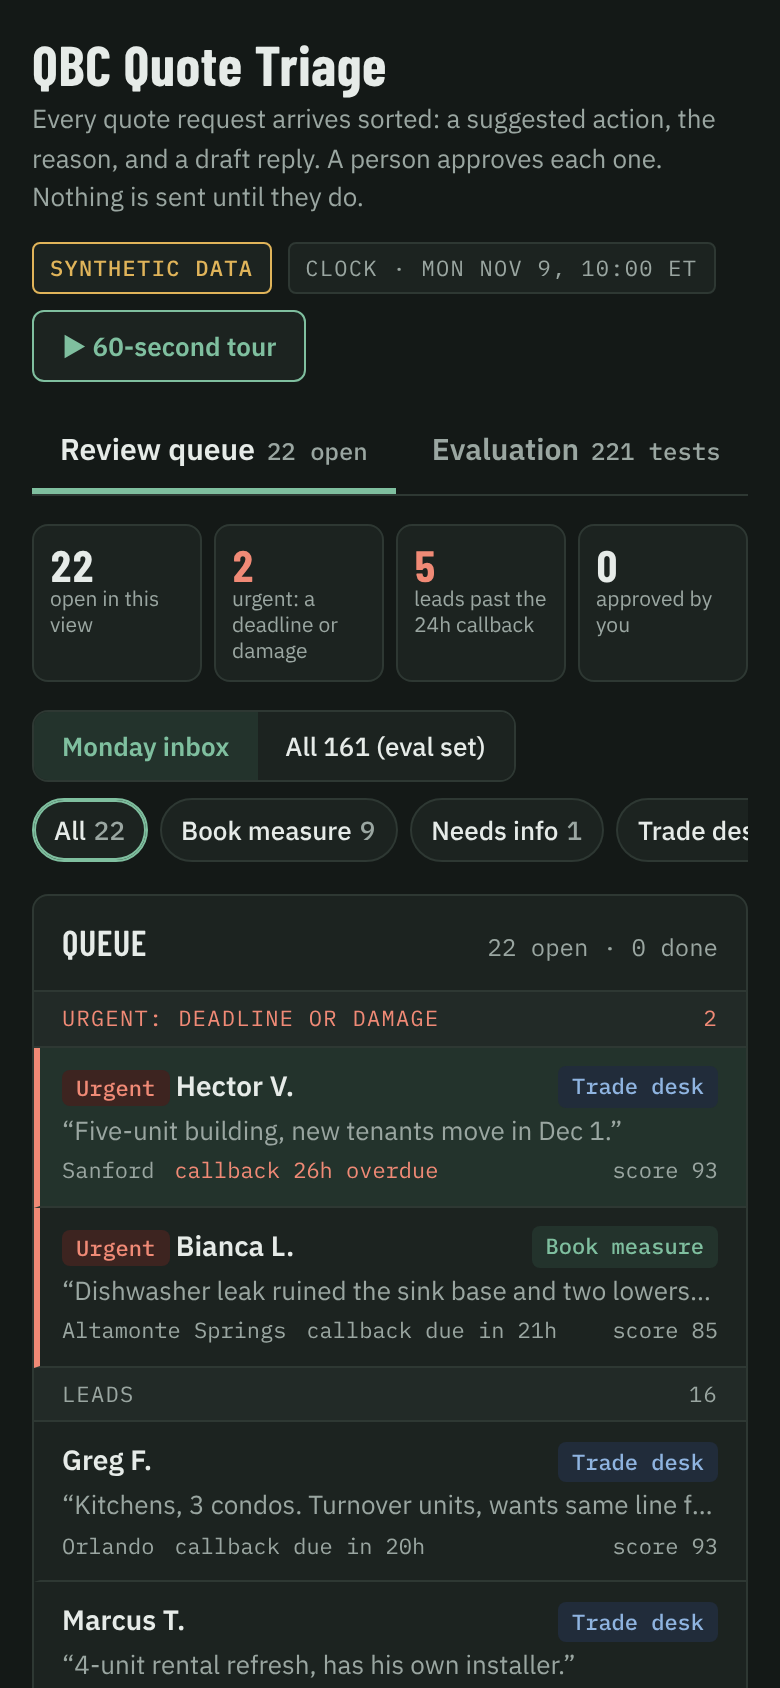 QBC Quote Triage
Every quote request arrives sorted: a suggested action, the
reason, and a draft reply. A person approves each one.
Nothing is sent until they do.
SYNTHETIC DATA
CLOCK · MON NOV 9, 10:00 ET
▶ 60-second tour
Review queue 22 open
Evaluation 221 tests
22
open in this
view
2
urgent: a
deadline or
damage
5
leads past the
24h callback
0
approved by
you
Monday inbox
All 161 (eval set)
All 22
Book measure 9
Needs info 1
Trade des
QUEUE
22 open · 0 done
URGENT: DEADLINE OR DAMAGE 2
Urgent Hector V. Trade desk
“Five-unit building, new tenants move in Dec 1.”
Sanford callback 26h overdue score 93
Urgent Bianca L. Book measure
“Dishwasher leak ruined the sink base and two lowers...
Altamonte Springs callback due in 21h score 85
LEADS 16
Greg F. Trade desk
“Kitchens, 3 condos. Turnover units, wants same line f...
Orlando callback due in 20h score 93
Marcus T. Trade desk
“4-unit rental refresh, has his own installer.”